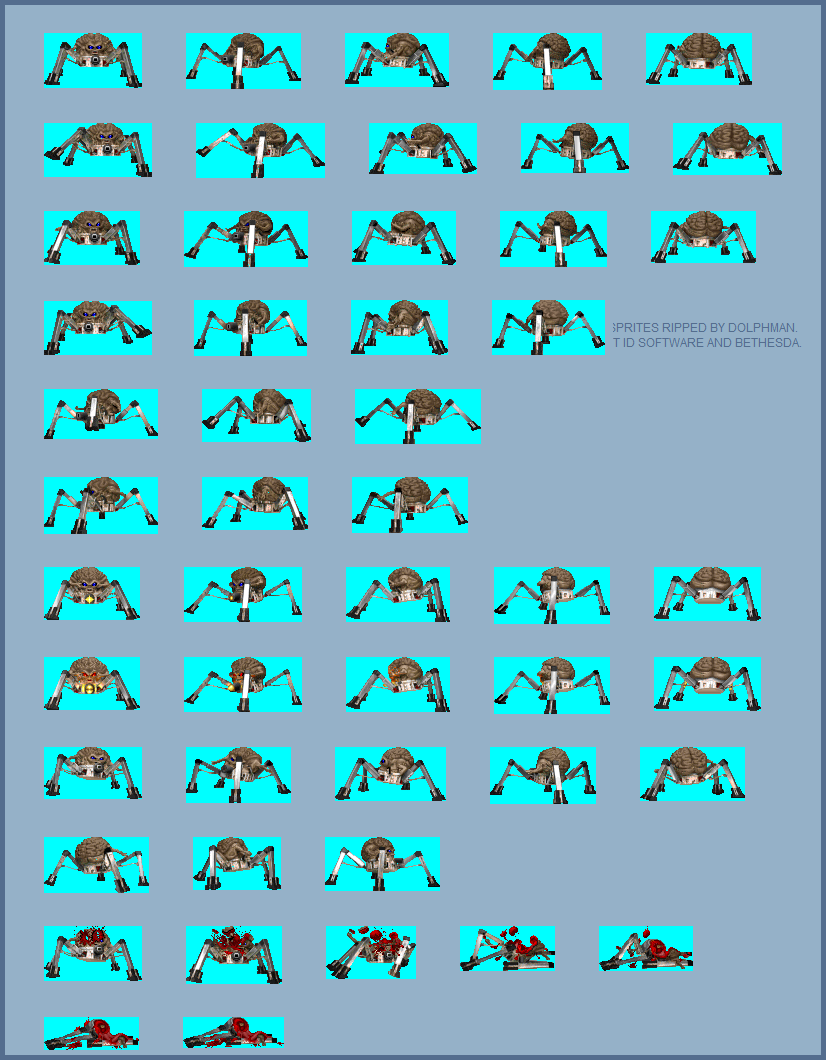 SPRITES RIPPED BY DOLPHMAN.
T ID SOFTWARE AND BETHESDA.